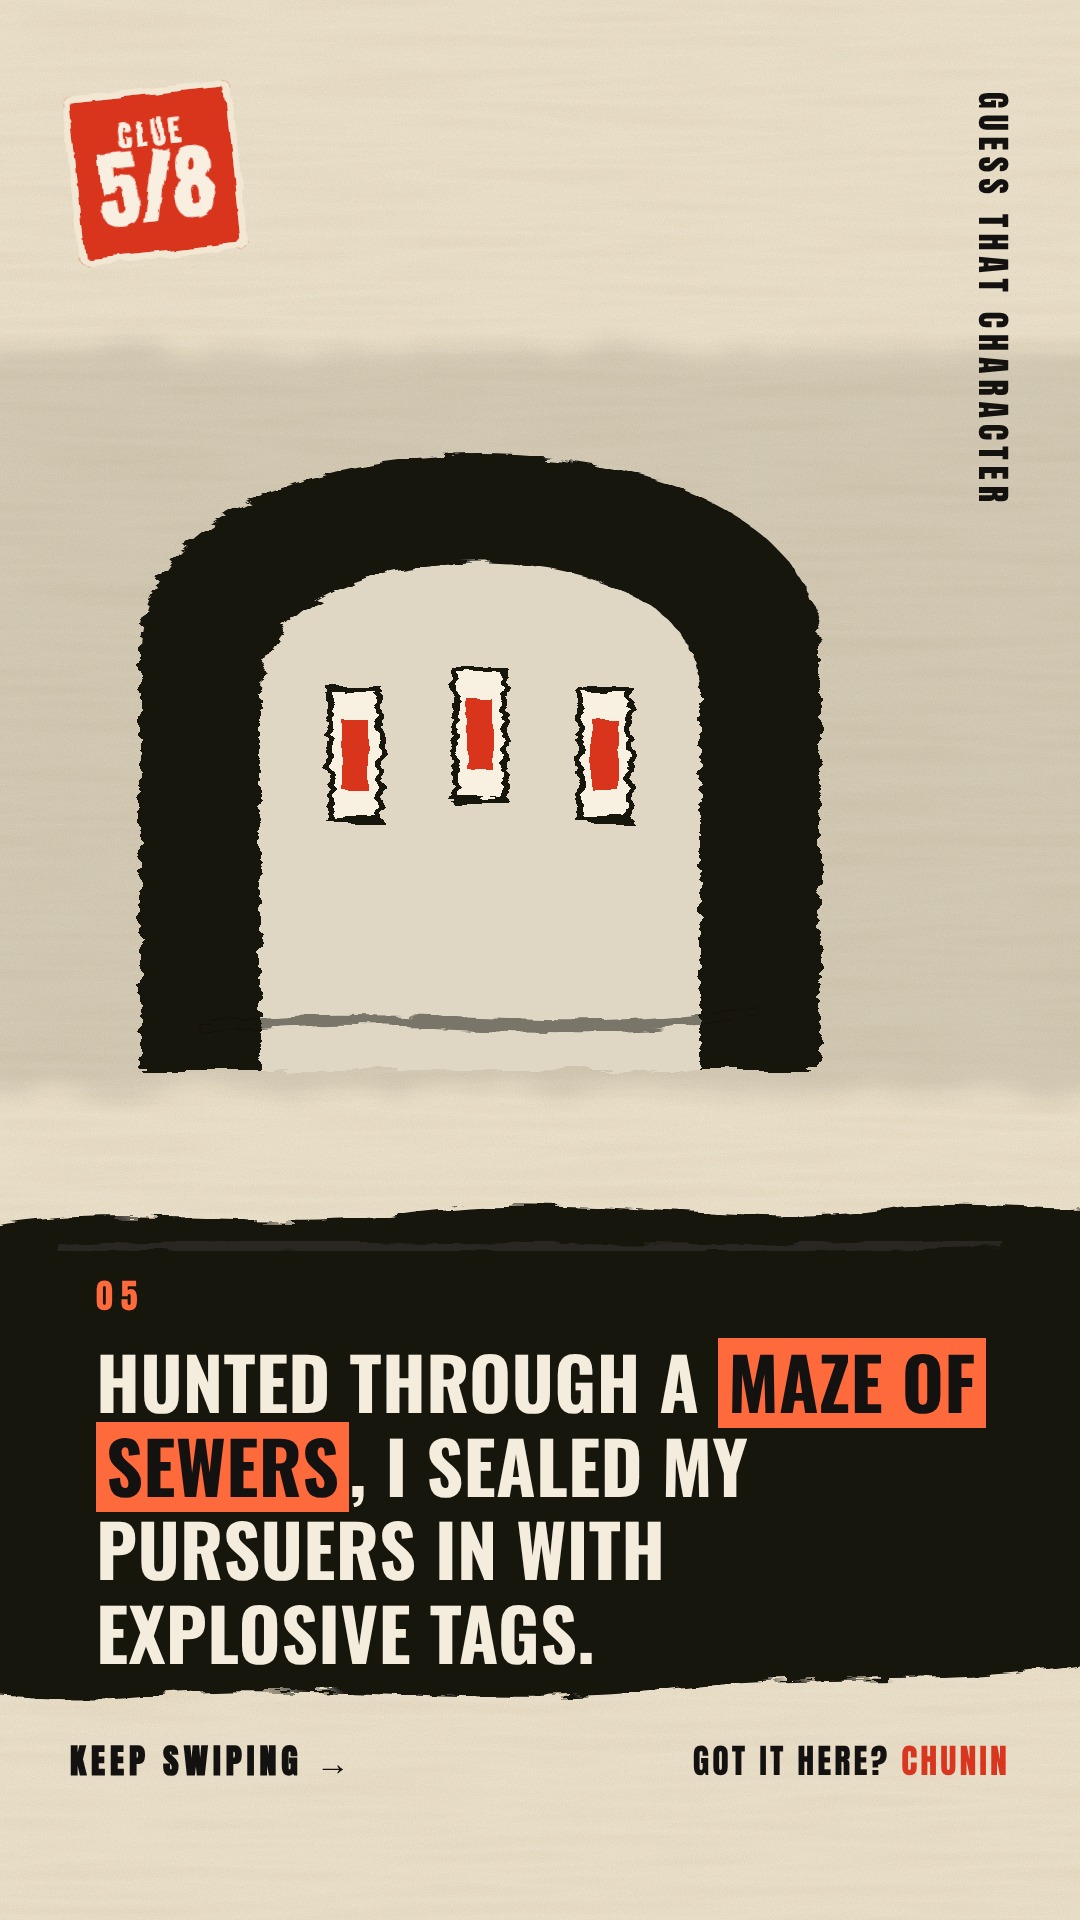 CLUE
5/8
GUESS THAT CHARACTER
05
HUNTED THROUGH A MAZE OF
SEWERS, I SEALED MY
PURSUERS IN WITH
EXPLOSIVE TAGS.
KEEP SWIPING →
GOT IT HERE? CHUNIN